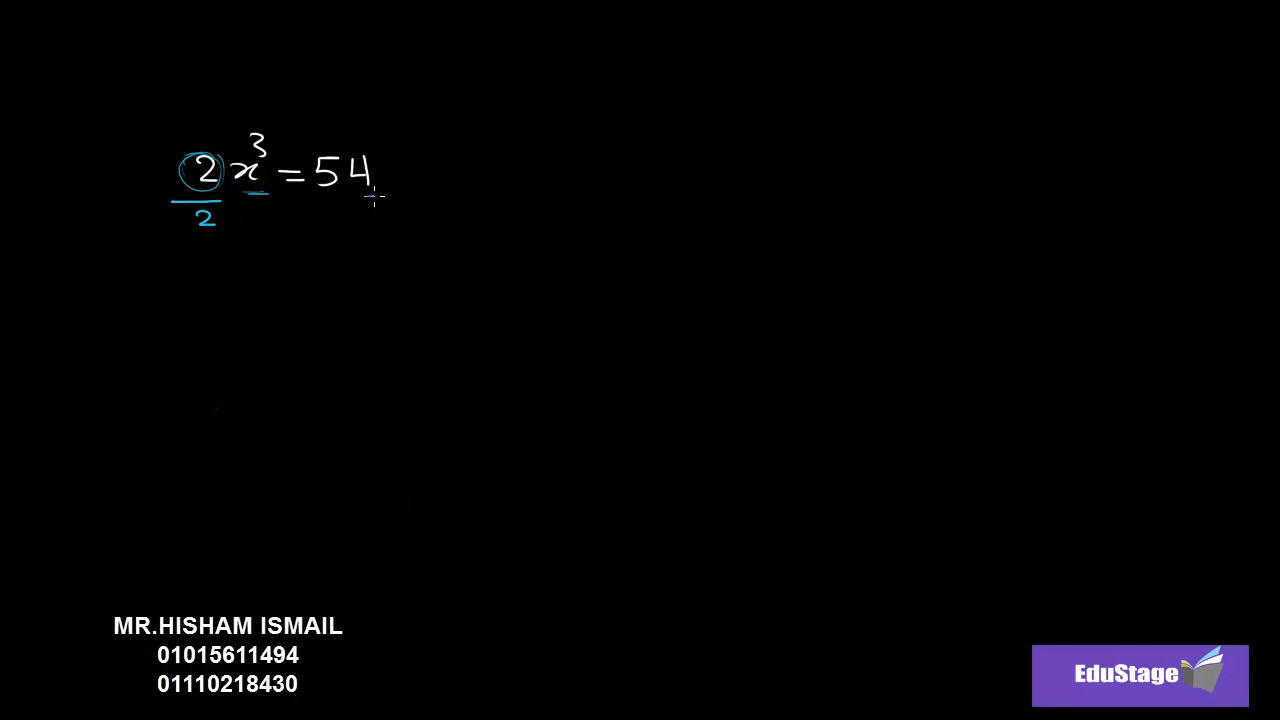 2x³ = 54
2
MR.HISHAM ISMAIL
01015611494
01110218430
EduStage